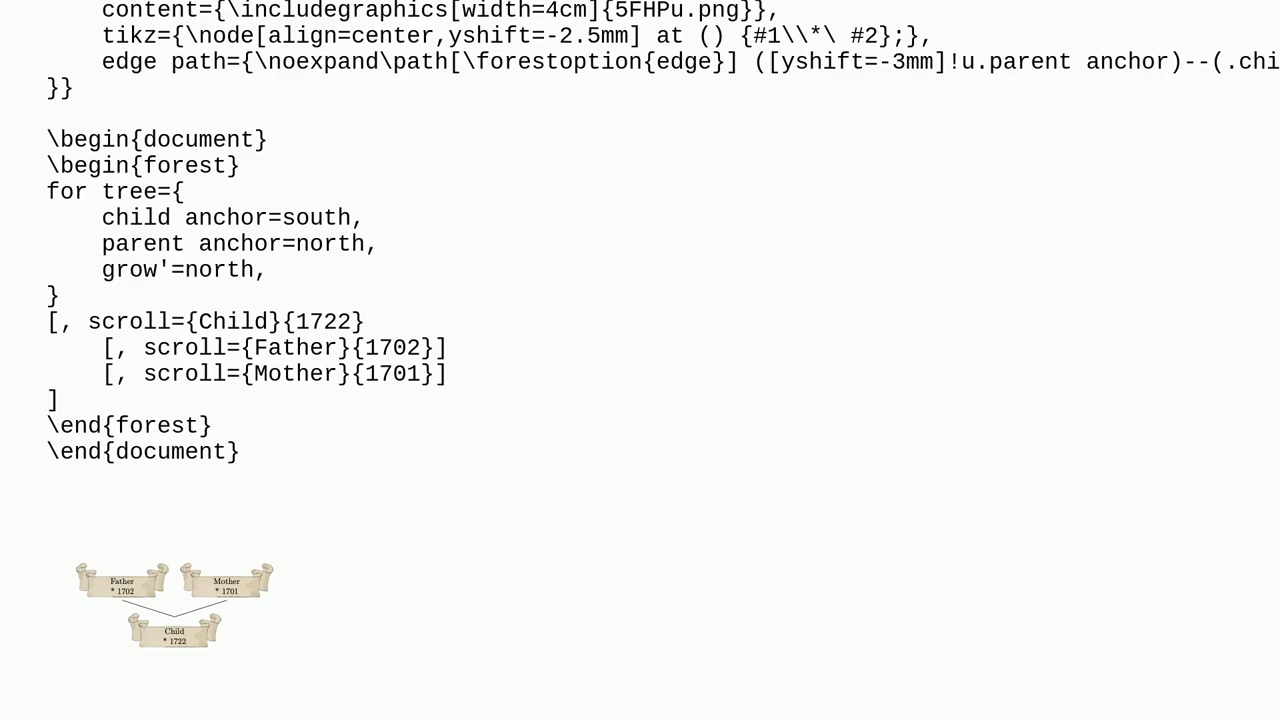 content={\includegraphics[width=4cm]{5FHPu.png}},
tikz={\node[align=center,yshift=-2.5mm] at () {#1\\*\ #2};},
edge path={\noexpand\path[\forestoption{edge}] ([yshift=-3mm]!u.parent anchor)--(.chi
}}
\begin{document}
\begin{forest}
for tree={
child anchor=south,
parent anchor=north,
grow'=north,
}
[, scroll={Child}{1722}
[, scroll={Father}{1702}]
[, scroll={Mother}{1701}]
]
\end{forest}
\end{document}
Father
* 1702
Mother
* 1701
Child
* 1722